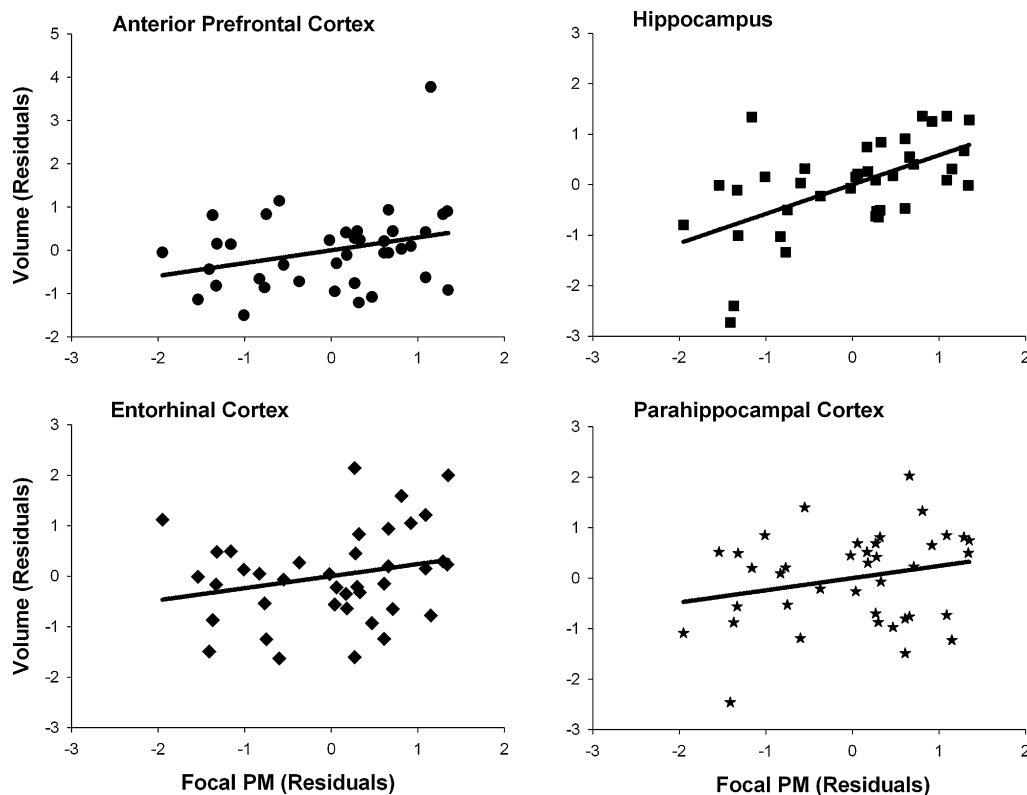 Anterior Prefrontal Cortex
Volume (Residuals)
5
4
3
2
1
0
-1
-2
-3 -2 -1 0 1 2
Hippocampus
3
2
1
0
-1
-2
-3
-3 -2 -1 0 1 2
Entorhinal Cortex
Volume (Residuals)
3
2
1
0
-1
-2
-3
-3 -2 -1 0 1 2
Focal PM (Residuals)
Parahippocampal Cortex
3
2
1
0
-1
-2
-3
-3 -2 -1 0 1 2
Focal PM (Residuals)